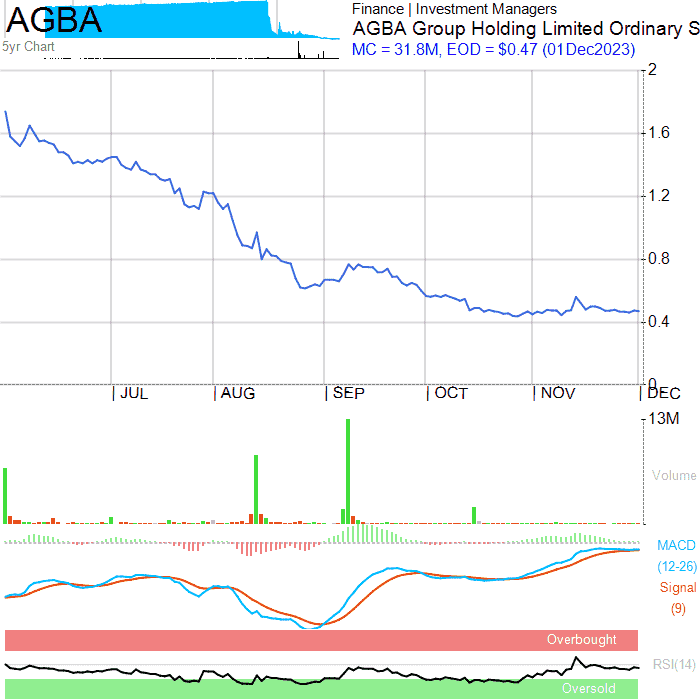 AGBA
5yr Chart
Finance | Investment Managers
AGBA Group Holding Limited Ordinary S
MC = 31.8M, EOD = $0.47 (01Dec2023)
2
1.6
1.2
0.8
0.4
0
JUL AUG SEP OCT NOV DEC
13M
Volume
MACD
(12-26)
Signal
(9)
Overbought
RSI(14)
Oversold